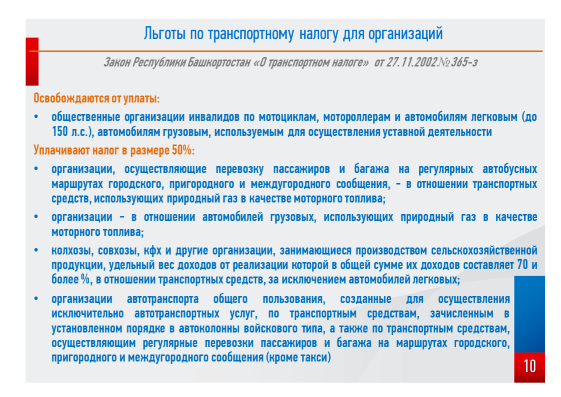 Льготы по транспортному налогу для организаций
Закон Республики Башкортостан «О транспортном налоге» от 27.11.2002 №365-з
Освобождаются от уплаты:
• общественные организации инвалидов по мотоциклам, мотороллерам и автомобилям легковым (до
150 л.с.), автомобилям грузовым, используемым для осуществления уставной деятельности
Уплачивают налог в размере 50%:
• организации, осуществляющие перевозку пассажиров и багажа на регулярных автобусных
маршрутах городского, пригородного и междугородного сообщения, - в отношении транспортных
средств, использующих природный газ в качестве моторного топлива;
• организации - в отношении автомобилей грузовых, использующих природный газ в качестве
моторного топлива;
• колхозы, совхозы, кфх и другие организации, занимающиеся производством сельскохозяйственной
продукции, удельный вес доходов от реализации которой в общей сумме их доходов составляет 70 и
более %, в отношении транспортных средств, за исключением автомобилей легковых;
• организации автотранспорта общего пользования, созданные для осуществления
исключительно автотранспортных услуг, по транспортным средствам, зачисленным в
установленном порядке в автоколонны войскового типа, а также по транспортным средствам,
осуществляющим регулярные перевозки пассажиров и багажа на маршрутах городского,
пригородного и междугородного сообщения (кроме такси)
10